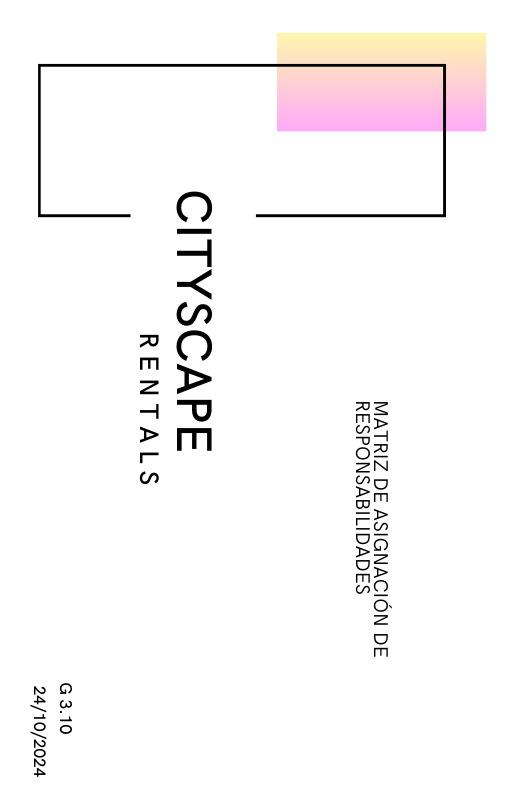 CITYSCAPE
RENTALS
MATRIZ DE ASIGNACIÓN DE
RESPONSABILIDADES
G 3.10
24/10/2024